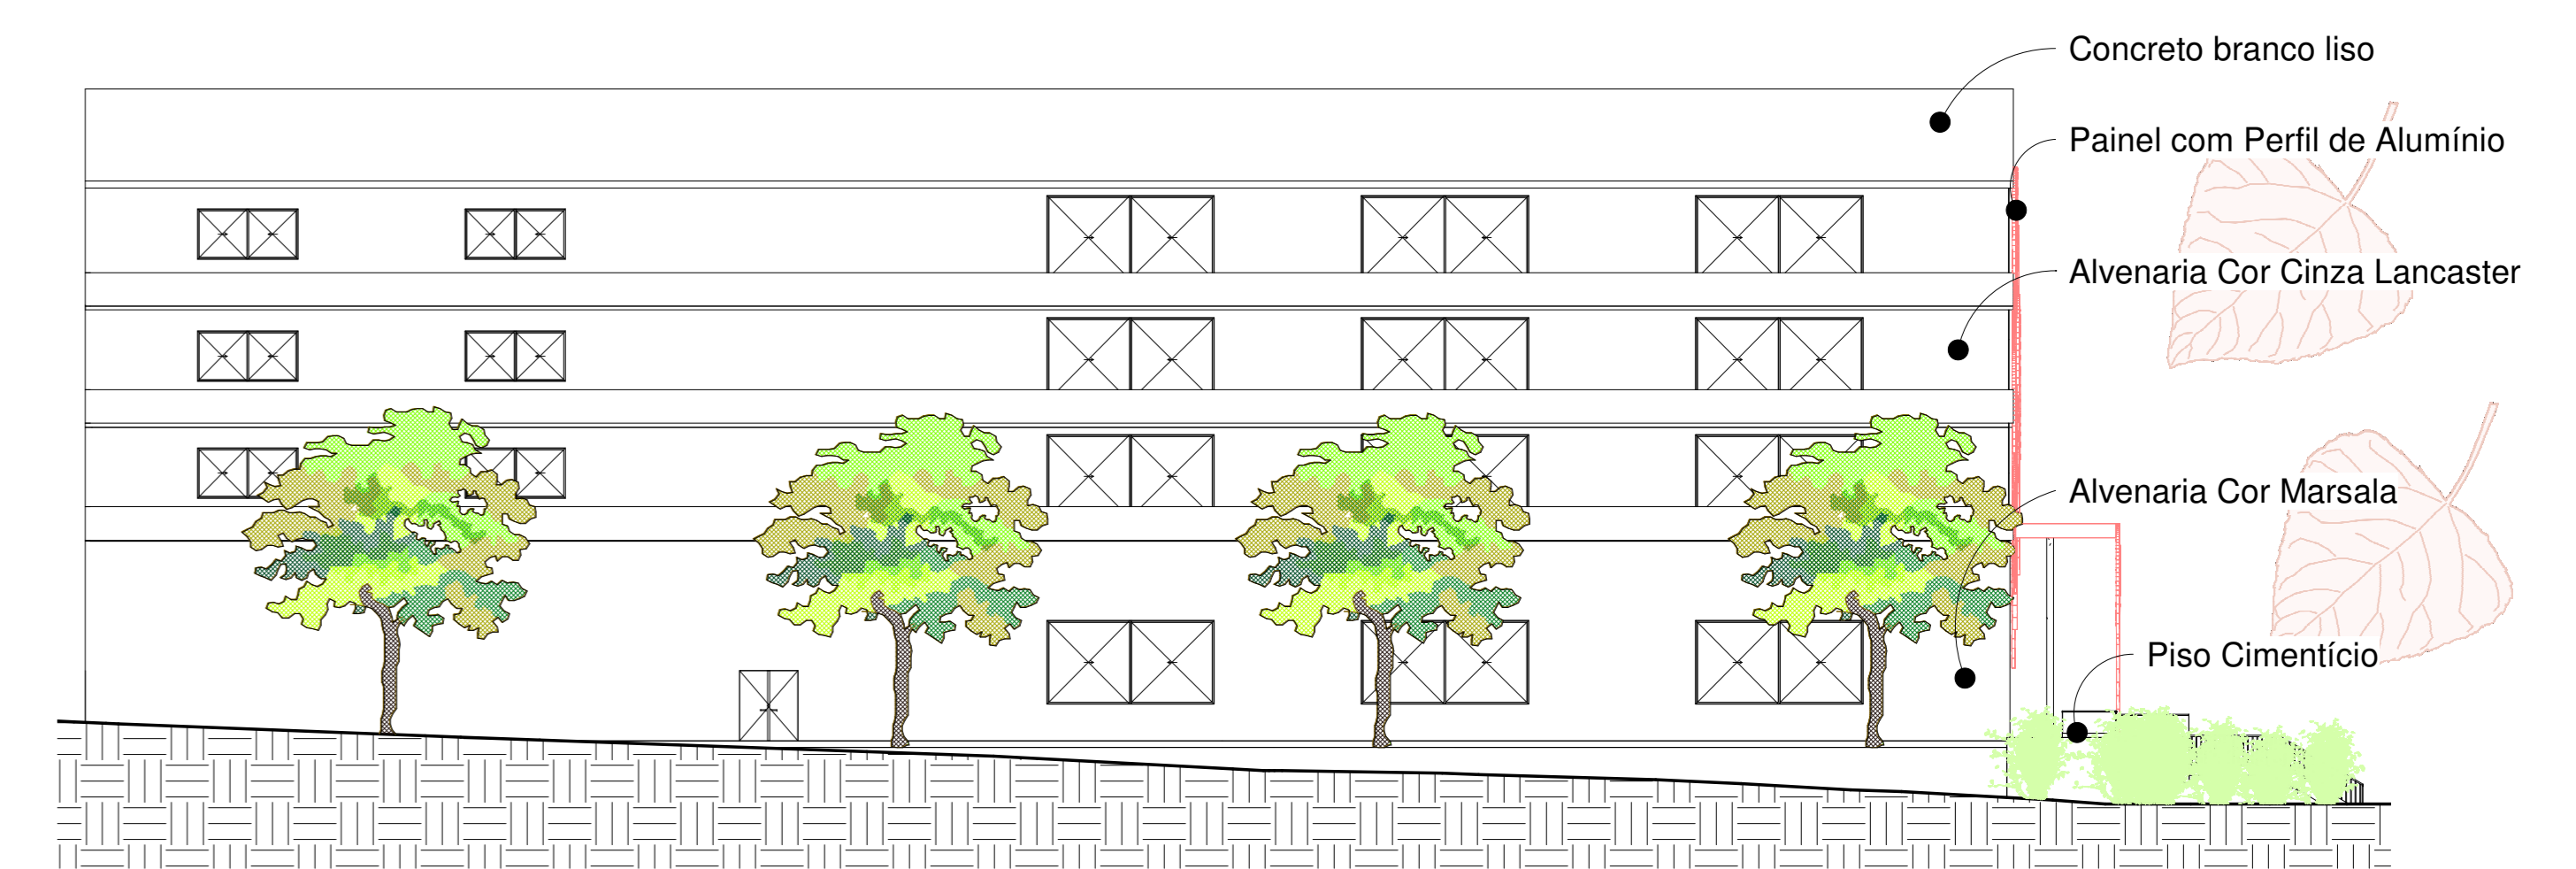 Concreto branco liso
Painel com Perfil de Alumínio
Alvenaria Cor Cinza Lancaster
Alvenaria Cor Marsala
Piso Cimentício